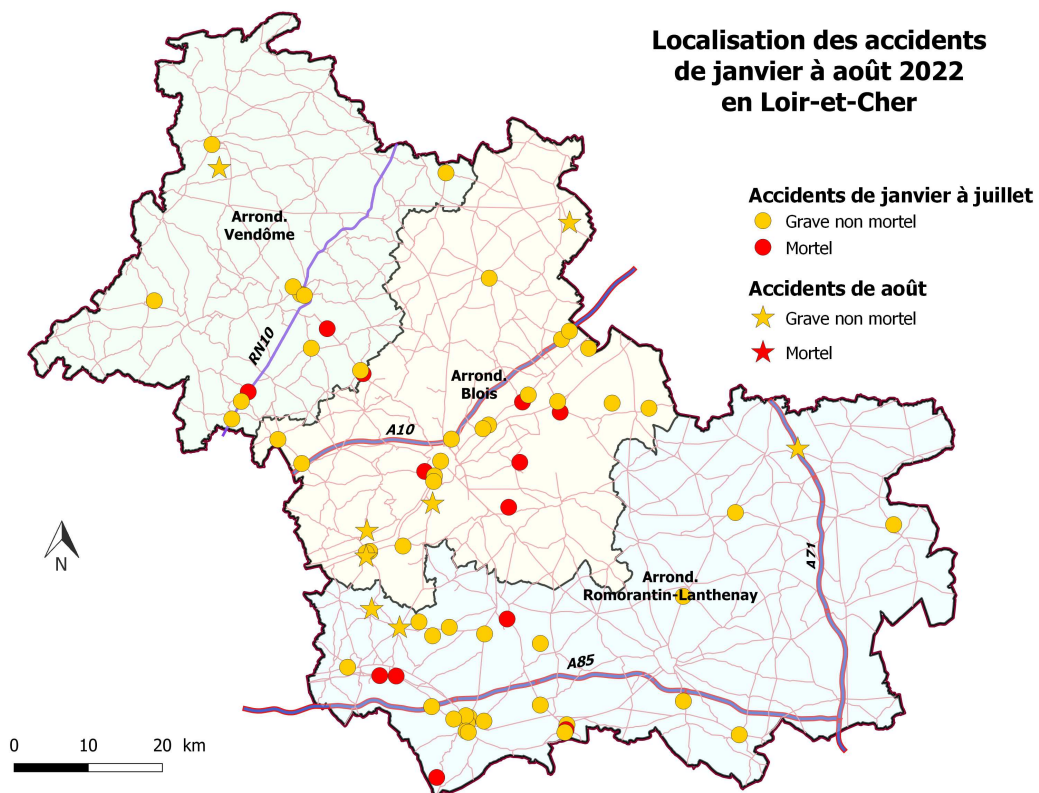 Localisation des accidents
de janvier à août 2022
en Loir-et-Cher
Accidents de janvier à juillet
Grave non mortel
Mortel
Accidents de août
Grave non mortel
Mortel
Arrond.
Vendôme
RN10
Arrond.
Blois
A10
A71
Arrond.
Romorantin-Lanthenay
A85
N
0 10 20 km